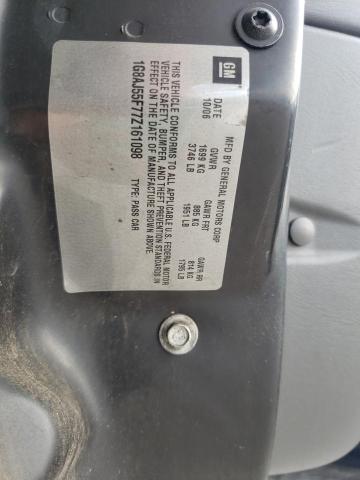 GM
MFD BY GENERAL MOTORS CORP
DATE GVWR GAWR FRT GAWR RR
10/06 1699 KG 885 KG 814 KG
3746 LB 1951 LB 1795 LB
THIS VEHICLE CONFORMS TO ALL APPLICABLE U.S. FEDERAL MOTOR
VEHICLE SAFETY, BUMPER, AND THEFT PREVENTION STANDARDS IN
EFFECT ON THE DATE OF MANUFACTURE SHOWN ABOVE.
1G8AJ55F77Z161098 TYPE: PASS CAR